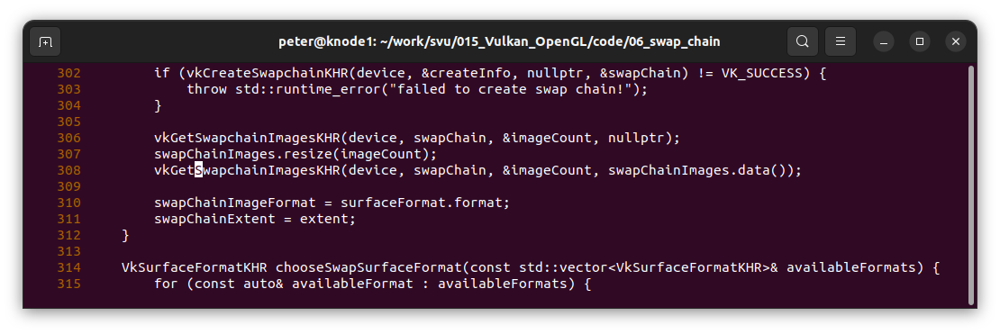 peter@knode1: ~/work/svu/015_Vulkan_OpenGL/code/06_swap_chain
302         if (vkCreateSwapchainKHR(device, &createInfo, nullptr, &swapChain) != VK_SUCCESS) {
303             throw std::runtime_error("failed to create swap chain!");
304         }
305
306         vkGetSwapchainImagesKHR(device, swapChain, &imageCount, nullptr);
307         swapChainImages.resize(imageCount);
308         vkGetSwapchainImagesKHR(device, swapChain, &imageCount, swapChainImages.data());
309
310         swapChainImageFormat = surfaceFormat.format;
311         swapChainExtent = extent;
312     }
313
314     VkSurfaceFormatKHR chooseSwapSurfaceFormat(const std::vector<VkSurfaceFormatKHR>& availableFormats) {
315         for (const auto& availableFormat : availableFormats) {